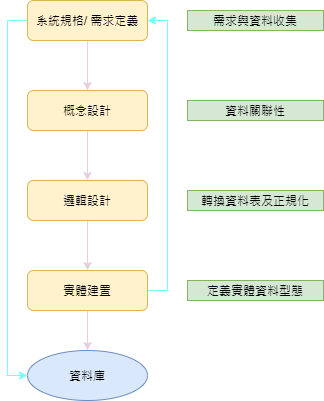 系統規格/ 需求定義
需求與資料收集
概念設計
資料關聯性
邏輯設計
轉換資料表及正規化
實體建置
定義實體資料型態
資料庫